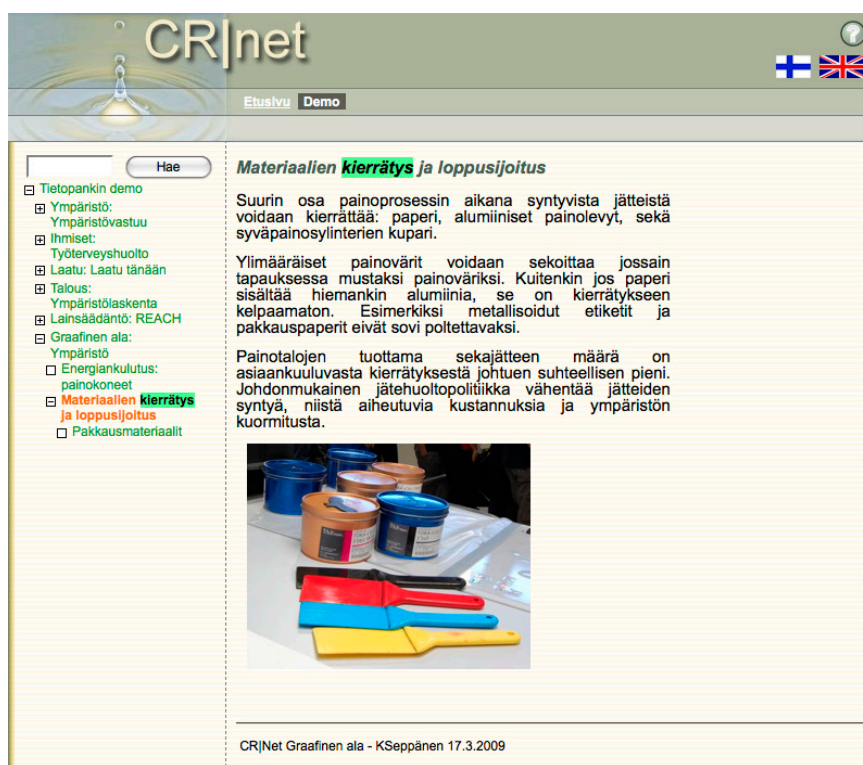 CR|net
Etusivu Demo
Hae
Tietopankin demo
Ympäristö:
Ympäristövastuu
Ihmiset:
Työterveyshuolto
Laatu: Laatu tänään
Talous:
Ympäristölaskenta
Lainsäädäntö: REACH
Graafinen ala:
Ympäristö
Energiankulutus:
painokoneet
Materiaalien kierrätys
ja loppusijoitus
Pakkausmateriaalit
Materiaalien kierrätys ja loppusijoitus
Suurin osa painoprosessin aikana syntyvista jätteistä
voidaan kierrättää: paperi, alumiiniset painolevyt, sekä
syväpainosylinterien kupari.
Ylimääräiset painovärit voidaan sekoittaa jossain
tapauksessa mustaksi painoväriksi. Kuitenkin jos paperi
sisältää hiemankin alumiinia, se on kierrätykseen
kelpaamaton. Esimerkiksi metallisoidut etiketit ja
pakkauspaperit eivät sovi poltettavaksi.
Painotalojen tuottama sekajätteen määrä on
asiaankuuluvasta kierrätyksestä johtuen suhteellisen pieni.
Johdonmukainen jätehuoltopolitiikka vähentää jätteiden
syntyä, niistä aiheutuvia kustannuksia ja ympäristön
kuormitusta.
CR|Net Graafinen ala - KSeppänen 17.3.2009